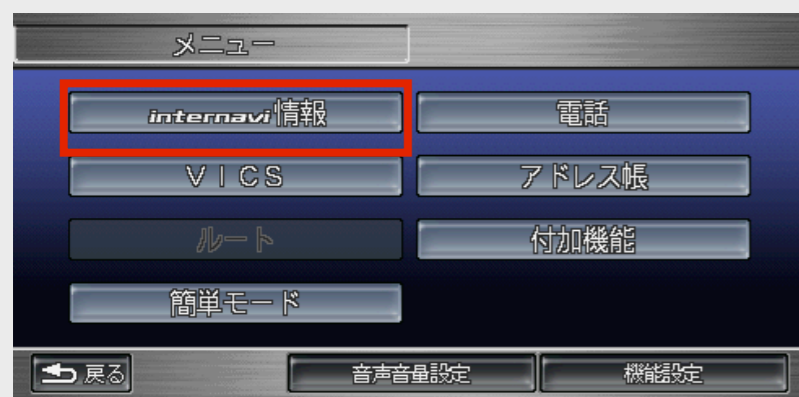 メニュー
internavi情報
電話
VICS
アドレス帳
ルート
付加機能
簡単モード
戻る
音声音量設定
機能設定